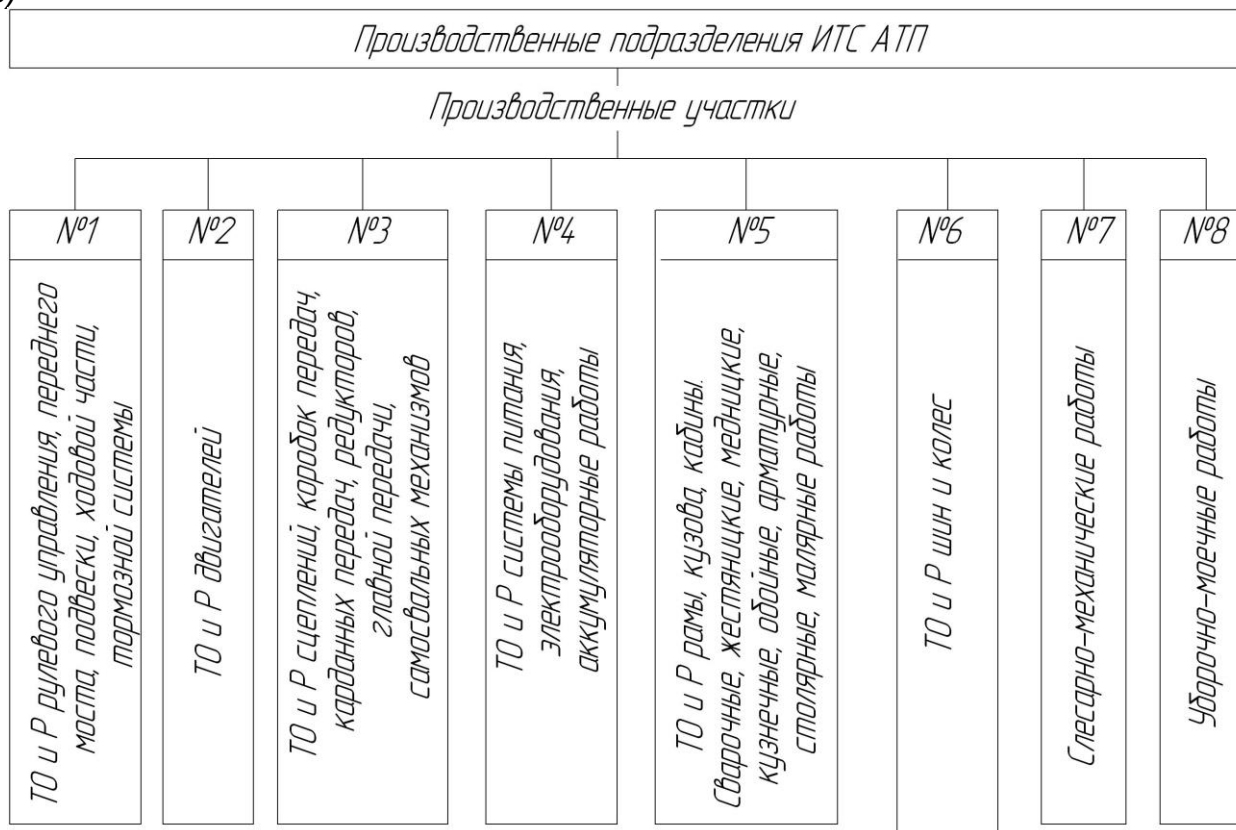 )
Производственные подразделения ИТС АТП
Производственные участки
№1
ТО и Р рулевого управления, переднего
моста, подвески, ходовой части,
тормозной системы
№2
ТО и Р двигателей
№3
ТО и Р сцеплений, коробок передач,
карданных передач, редукторов,
главной передачи,
самосвальных механизмов
№4
ТО и Р системы питания,
электрооборудования,
аккумуляторные работы
№5
ТО и Р рамы, кузова, кабины.
Сварочные, жестяницкие, медницкие,
кузнечные, обойные, арматурные,
столярные, малярные работы
№6
ТО и Р шин и колес
№7
Слесарно-механические работы
№8
Уборочно-моечные работы